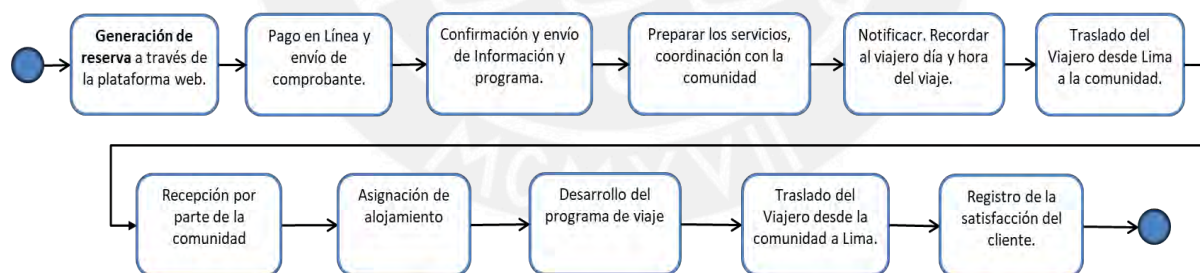 Generación de
reserva a través de
la plataforma web.
Pago en Línea y
envío de
comprobante.
Confirmación y envío
de Información y
programa.
Preparar los servicios,
coordinación con la
comunidad
Notificacr. Recordar
al viajero día y hora
del viaje.
Traslado del
Viajero desde Lima
a la comunidad.
MCMXVII
Recepción por
parte de la
comunidad
Asignación de
alojamiento
Desarrollo del
programa de viaje
Traslado del
Viajero desde la
comunidad a Lima.
Registro de la
satisfacción del
cliente.